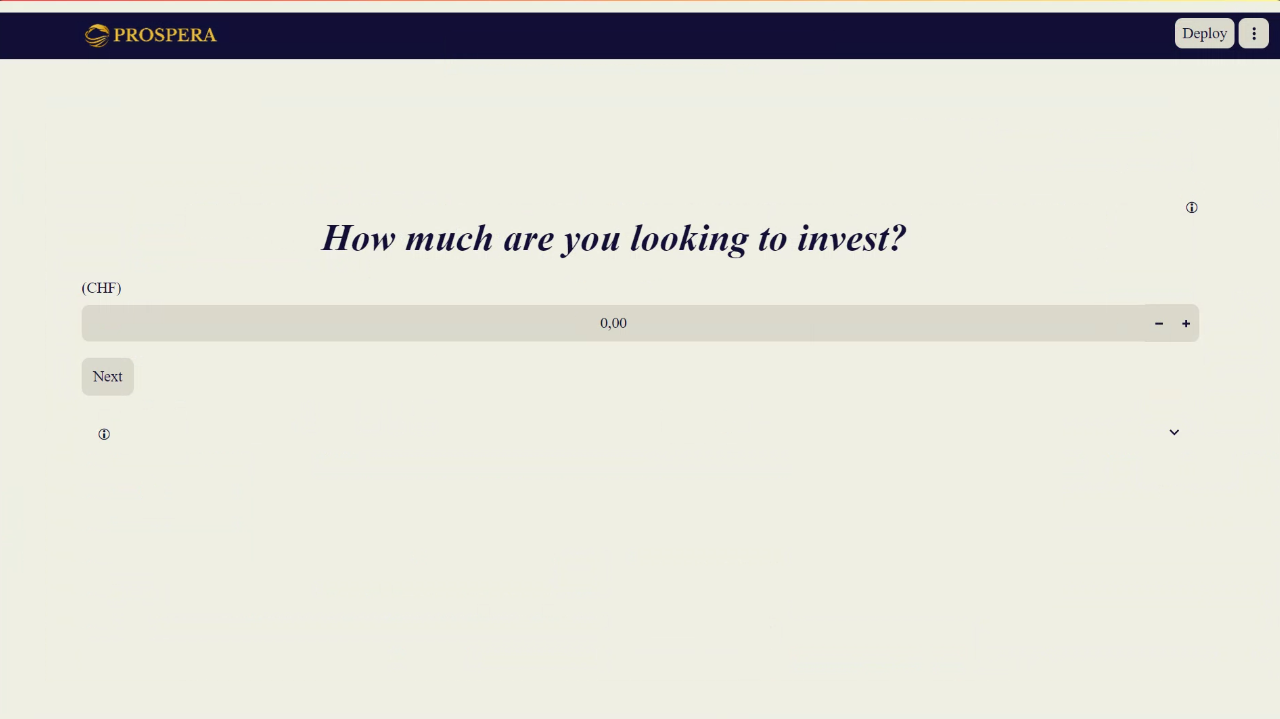 PROSPERA
Deploy
How much are you looking to invest?
(CHF)
0,00
Next